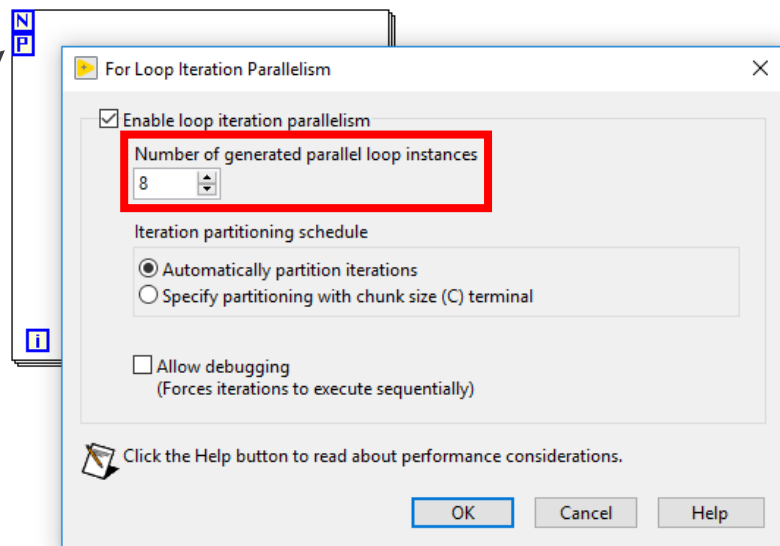 N
P
For Loop Iteration Parallelism
Enable loop iteration parallelism
Number of generated parallel loop instances
8
Iteration partitioning schedule
Automatically partition iterations
Specify partitioning with chunk size (C) terminal
i
Allow debugging
(Forces iterations to execute sequentially)
Click the Help button to read about performance considerations.
OK Cancel Help